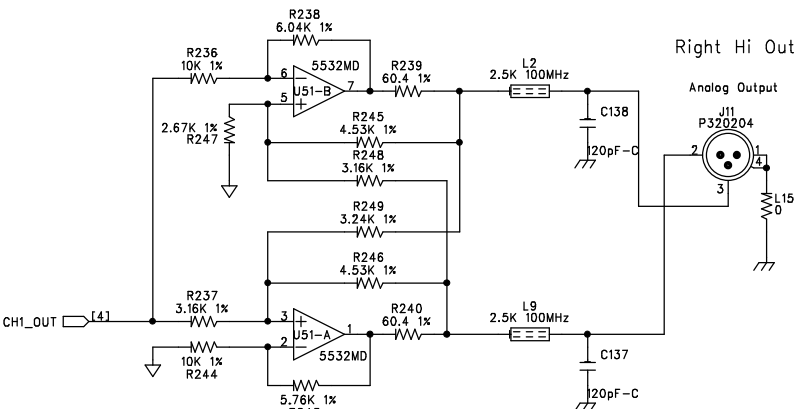 R238
6.04K 1%
R236
10K 1%
5532MD
R239
60.4 1%
L2
2.5K 100MHz
Right Hi Out
6
7
U51-B
5
Analog Output
C138
J11
P320204
2.67K 1%
R247
R245
4.53K 1%
R248
3.16K 1%
120pF-C
2
1
4
3
L15
0
R249
3.24K 1%
R246
4.53K 1%
R237
3.16K 1%
R240
60.4 1%
L9
2.5K 100MHz
CH1_OUT
[4]
3
1
U51-A
2
5532MD
10K 1%
R244
C137
5.76K 1%
120pF-C